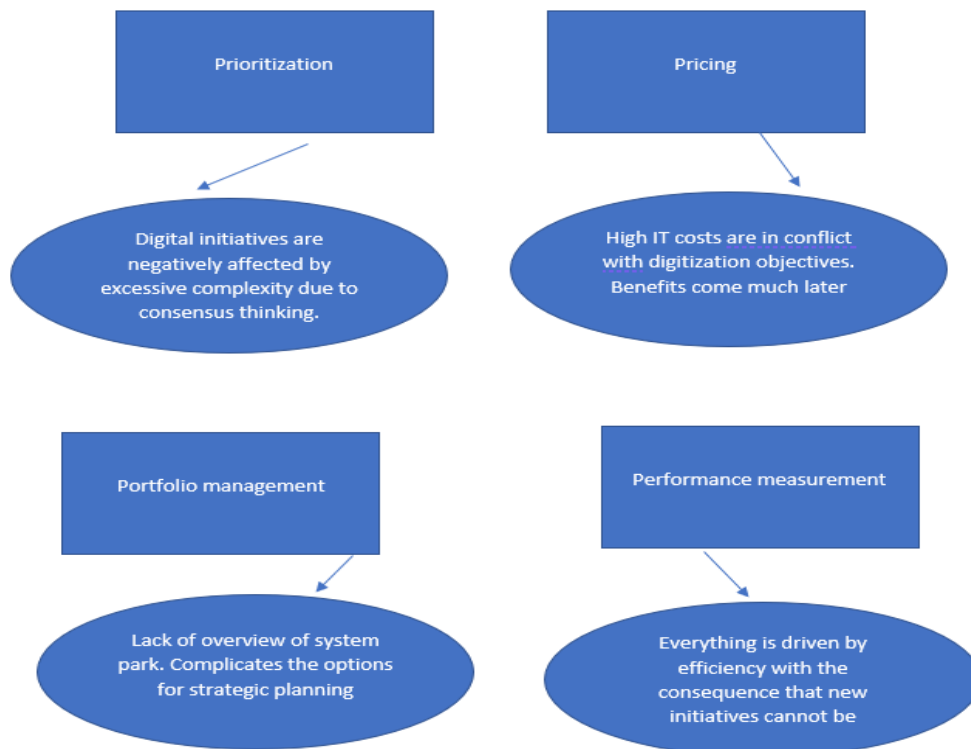 Prioritization
Pricing
Digital initiatives are
negatively affected by
excessive complexity due to
consensus thinking.
High IT costs are in conflict
with digitization objectives.
Benefits come much later
Portfolio management
Performance measurement
Lack of overview of system
park. Complicates the options
for strategic planning
Everything is driven by
efficiency with the
consequence that new
initiatives cannot be